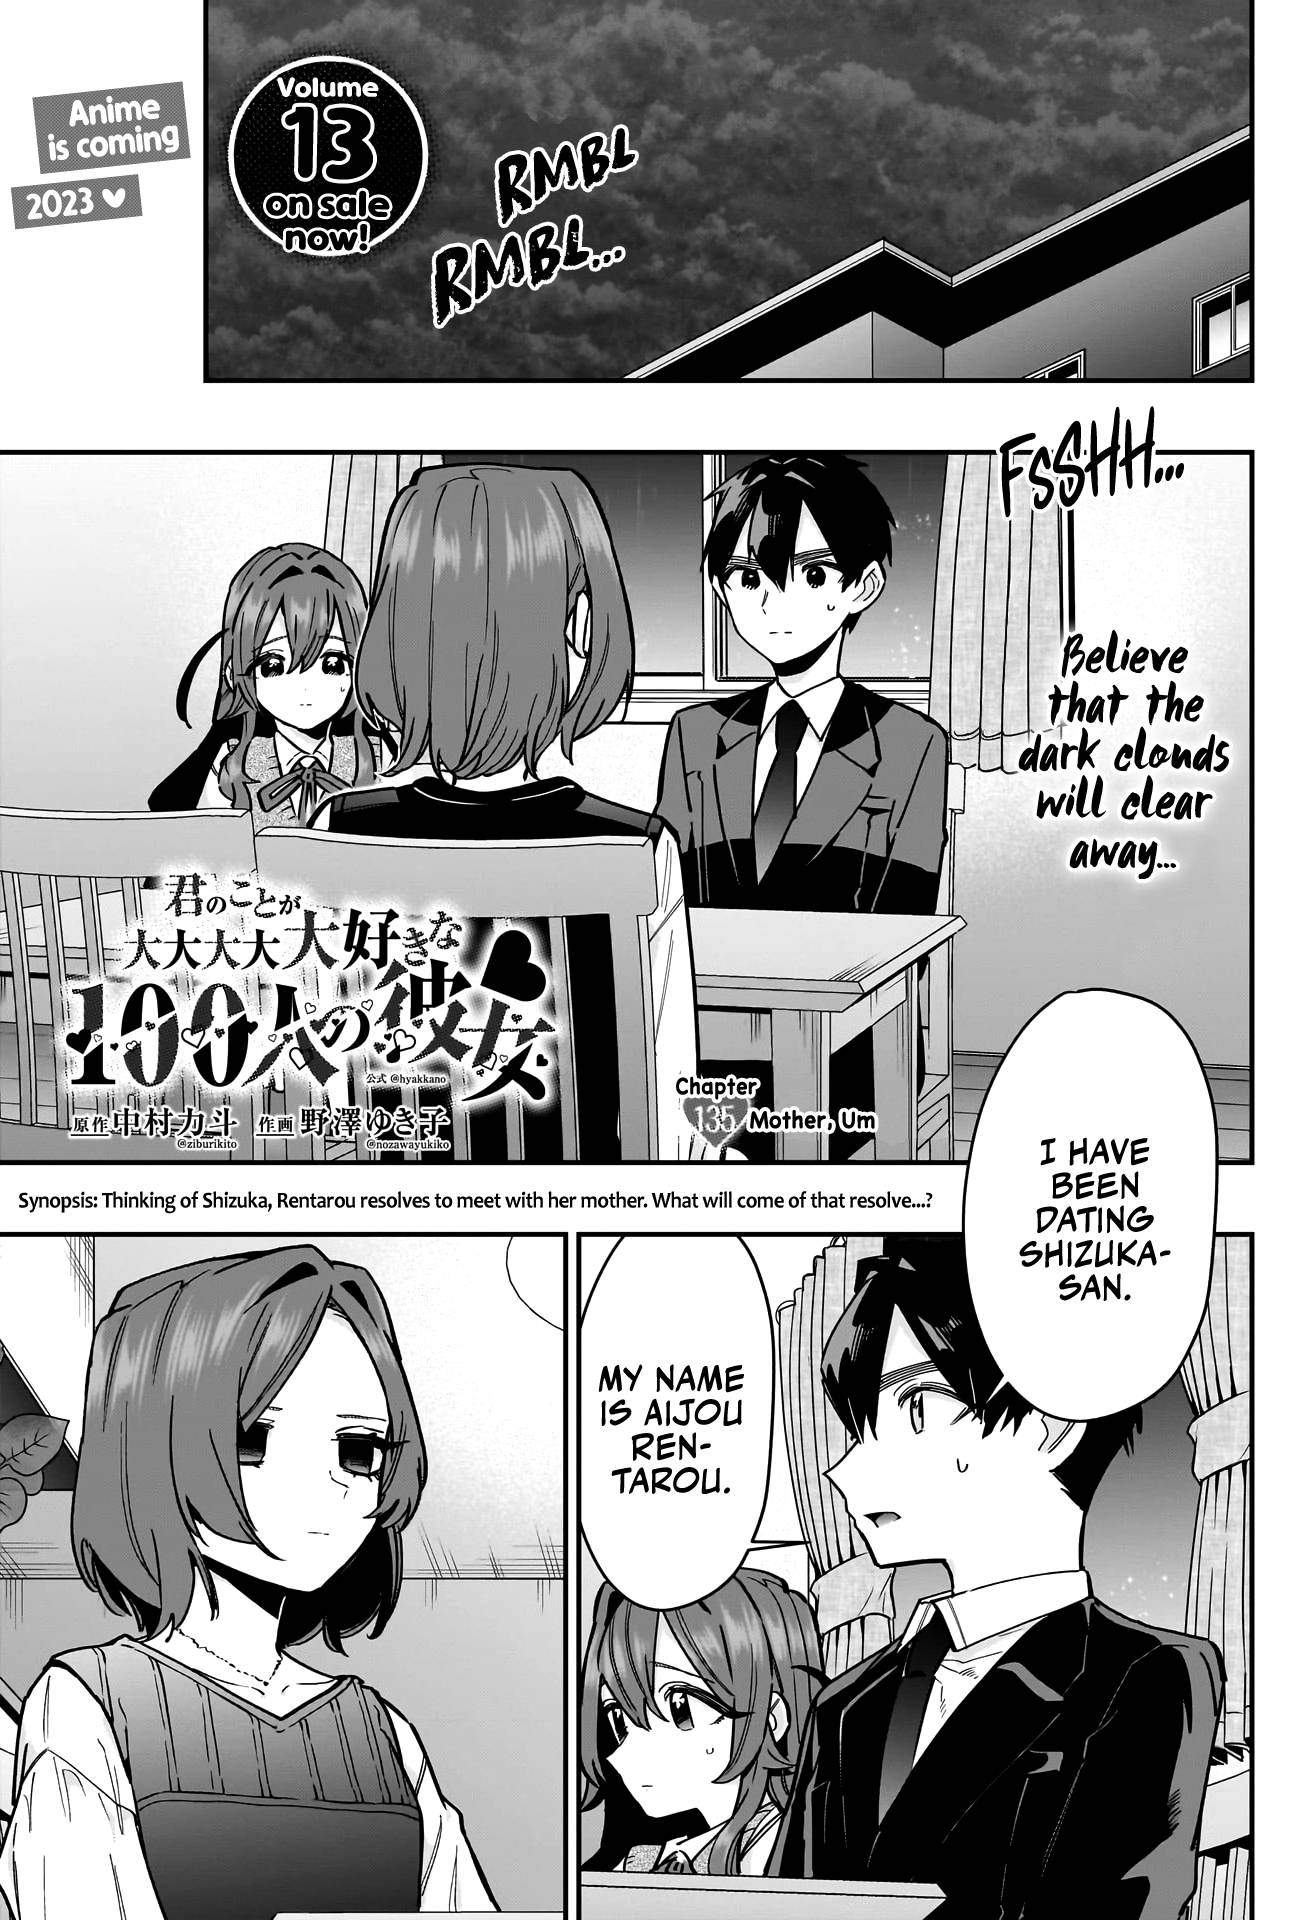 Anime
is coming
2023
Volume
13
on sale
now!
RMBL
RMBL...
FSSHH...
Believe
that the
dark clouds
will clear
away...
君のことが
大大大大大好きな
100人の彼女
公式 @hyakkano
原作 中村力斗
@ziburikito
作画 野澤ゆき子
@nozawayukiko
Chapter
135 Mother, Um
Synopsis: Thinking of Shizuka, Rentarou resolves to meet with her mother. What will come of that resolve...?
I HAVE
BEEN
DATING
SHIZUKA-
SAN.
MY NAME
IS AIJOU
REN-
TAROU.